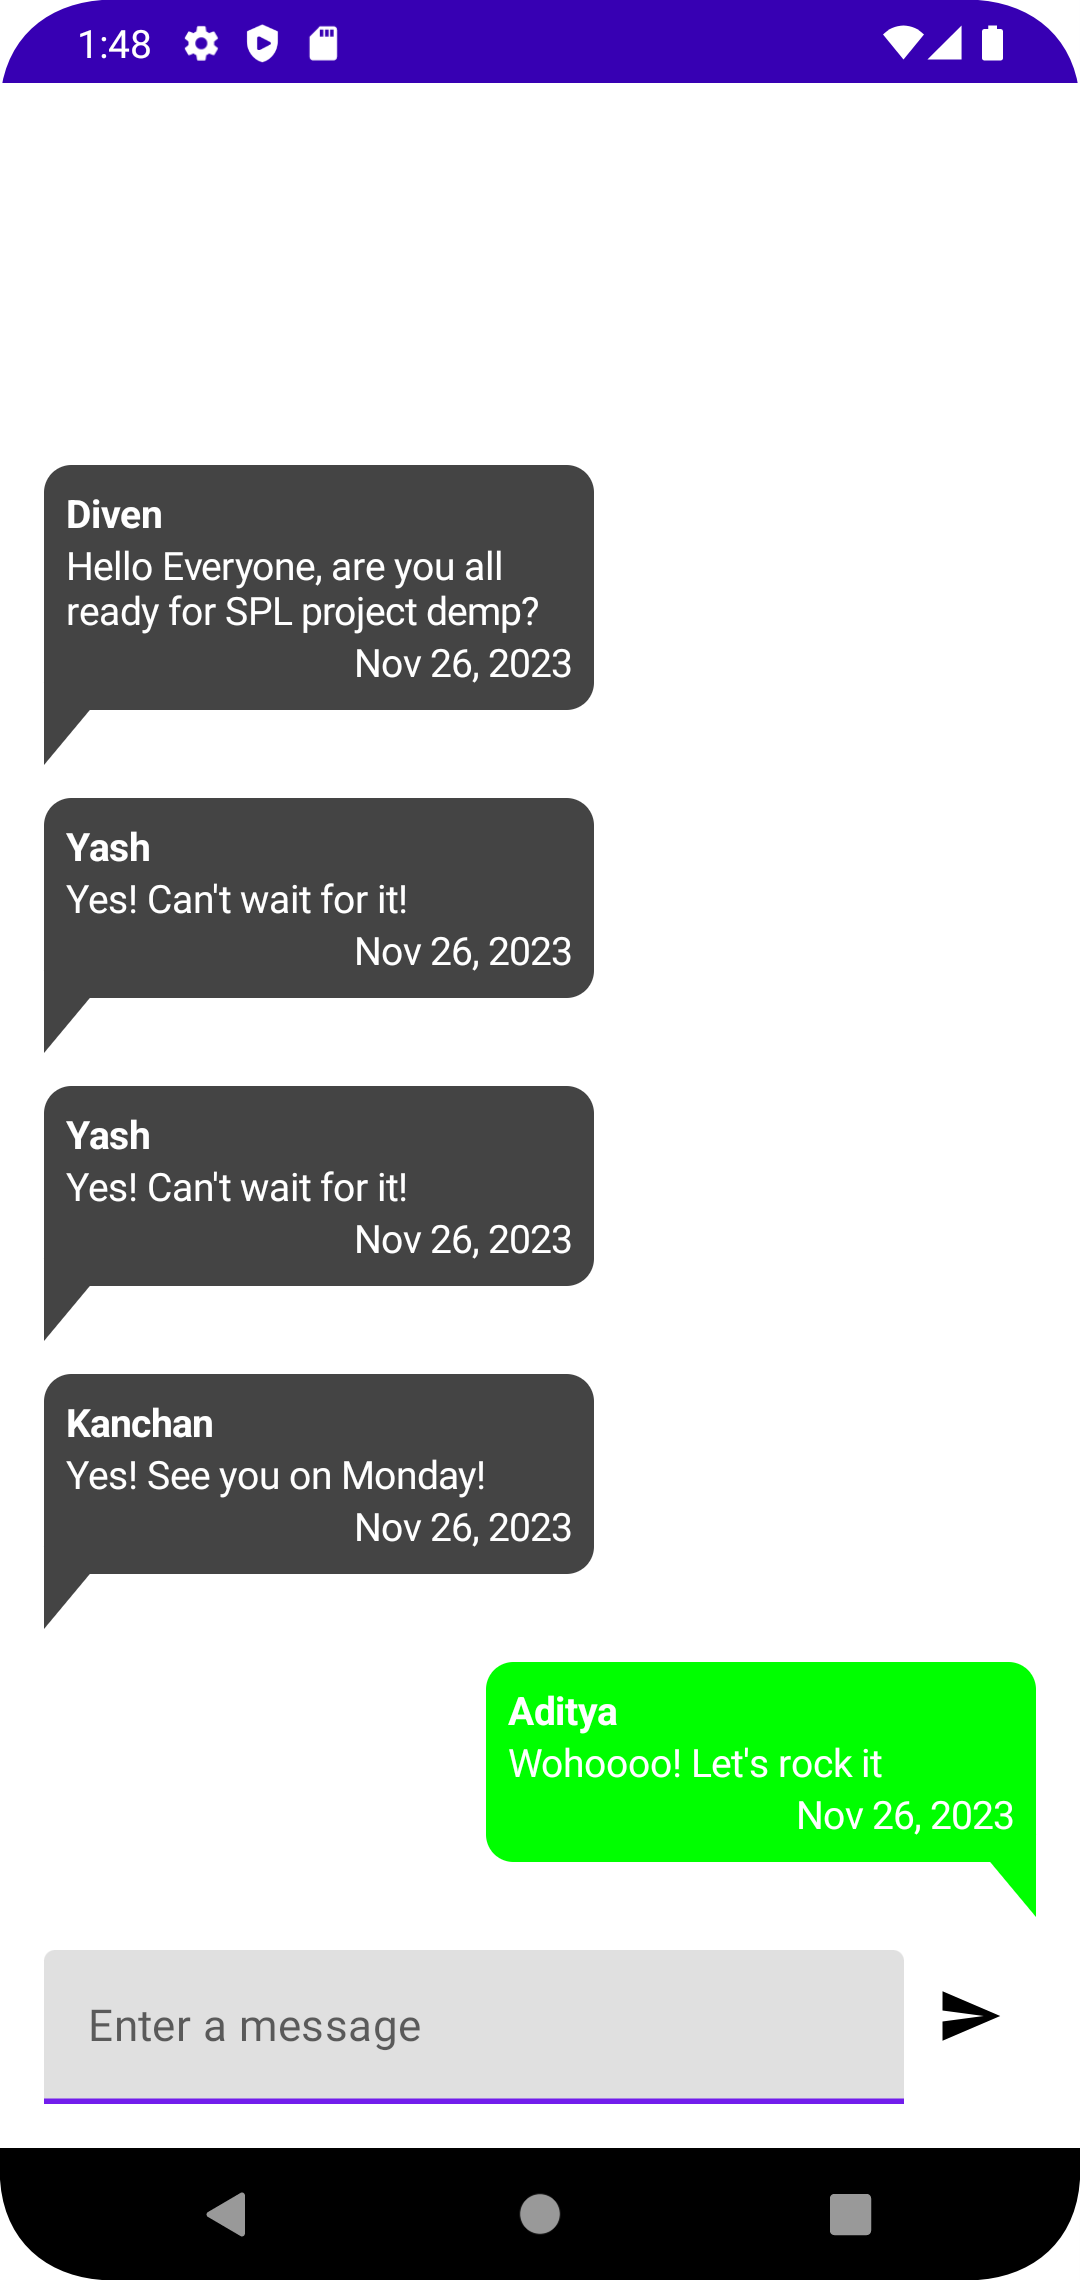 1:48
Diven
Hello Everyone, are you all
ready for SPL project demp?
Nov 26, 2023
Yash
Yes! Can't wait for it!
Nov 26, 2023
Yash
Yes! Can't wait for it!
Nov 26, 2023
Kanchan
Yes! See you on Monday!
Nov 26, 2023
Aditya
Wohoooo! Let's rock it
Nov 26, 2023
Enter a message